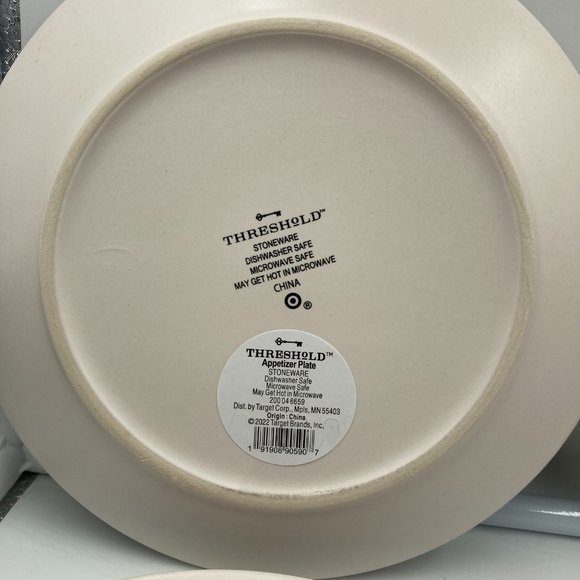 THRESHOLD™
STONEWARE
DISHWASHER SAFE
MICROWAVE SAFE
MAY GET HOT IN MICROWAVE
CHINA
®
THRESHOLD™
Appetizer Plate
STONEWARE
Dishwasher Safe
Microwave Safe
May Get Hot in Microwave
200 04 6659
Dist. by Target Corp., Mpls, MN 55403
Origin : China
©2022 Target Brands, Inc.
1 91908 90590 7